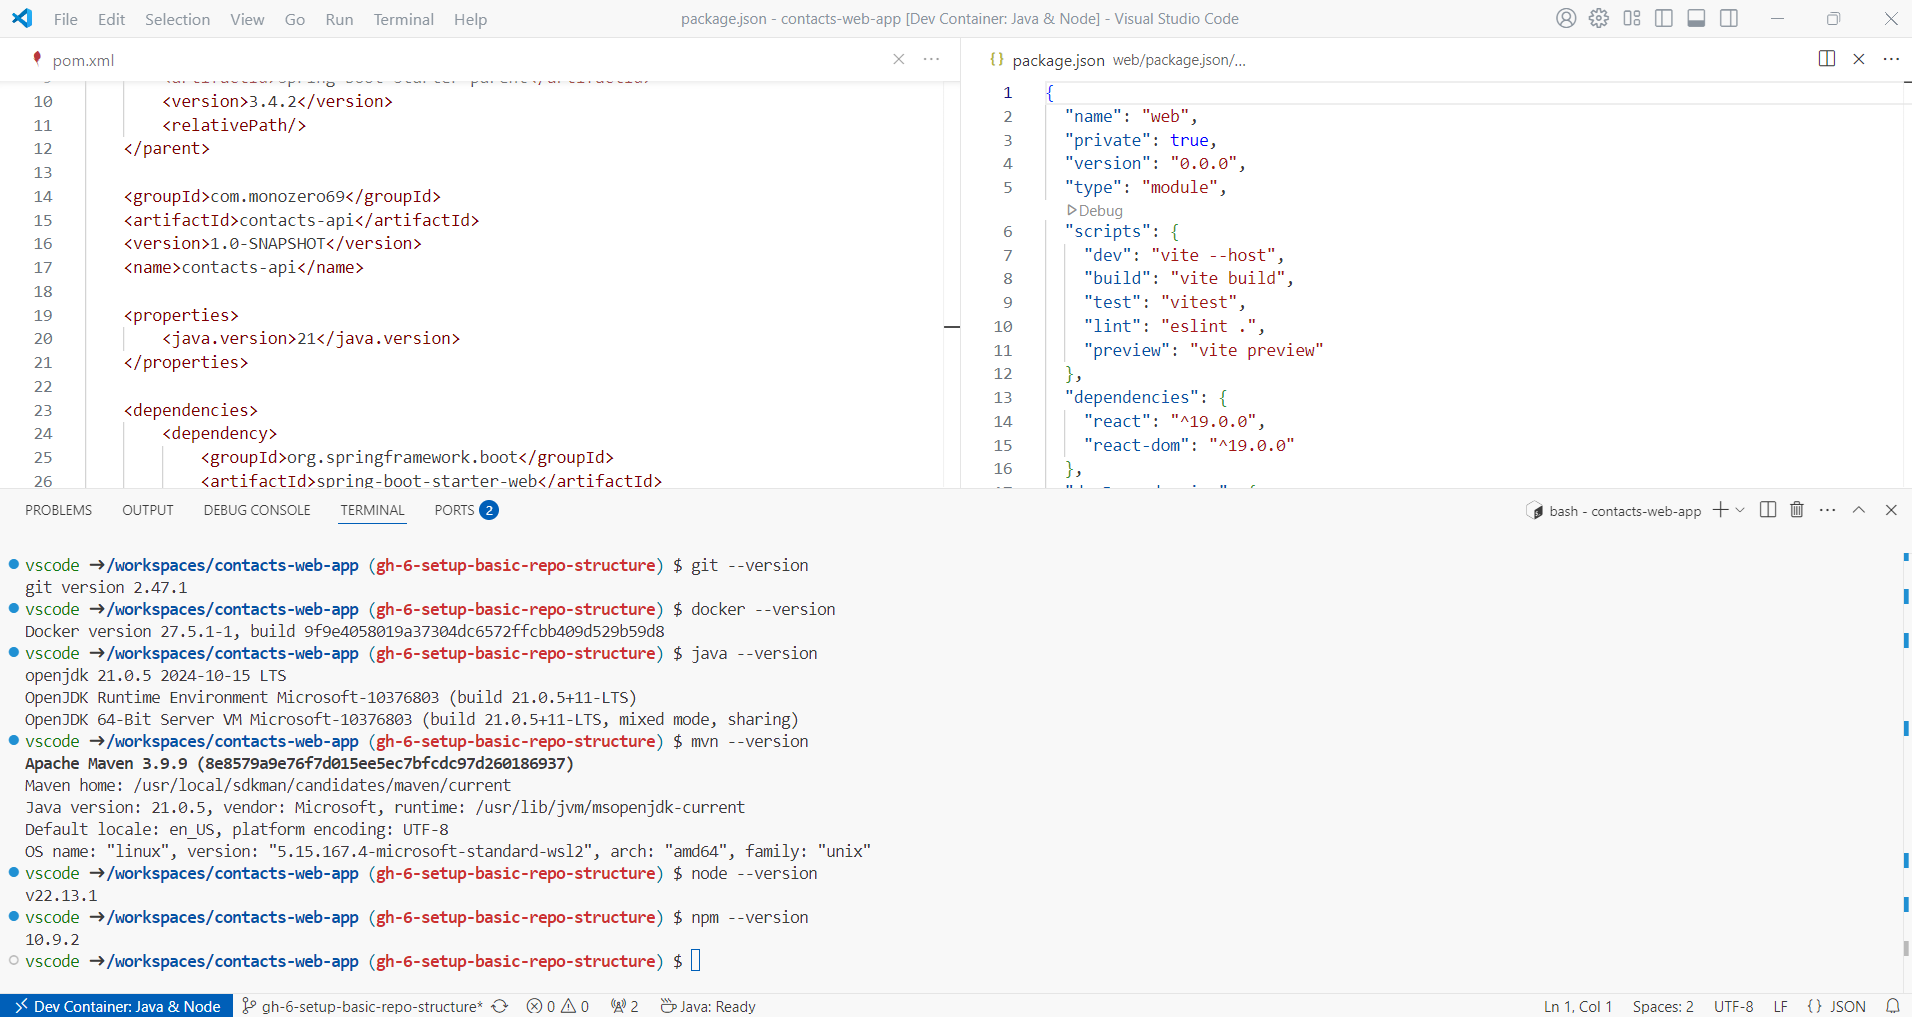 File Edit Selection View Go Run Terminal Help
package.json - contacts-web-app [Dev Container: Java & Node] - Visual Studio Code
pom.xml
10 <version>3.4.2</version>
11 <relativePath/>
12 </parent>
13
14 <groupId>com.monozero69</groupId>
15 <artifactId>contacts-api</artifactId>
16 <version>1.0-SNAPSHOT</version>
17 <name>contacts-api</name>
18
19 <properties>
20 <java.version>21</java.version>
21 </properties>
22
23 <dependencies>
24 <dependency>
25 <groupId>org.springframework.boot</groupId>
26 <artifactId>spring-boot-starter-web</artifactId>
{} package.json web/package.json/...
1 {
2 "name": "web",
3 "private": true,
4 "version": "0.0.0",
5 "type": "module",
Debug
6 "scripts": {
7 "dev": "vite --host",
8 "build": "vite build",
9 "test": "vitest",
10 "lint": "eslint .",
11 "preview": "vite preview"
12 },
13 "dependencies": {
14 "react": "^19.0.0",
15 "react-dom": "^19.0.0"
16 },
PROBLEMS OUTPUT DEBUG CONSOLE TERMINAL PORTS 2
bash - contacts-web-app
vscode ➜/workspaces/contacts-web-app (gh-6-setup-basic-repo-structure) $ git --version
git version 2.47.1
vscode ➜/workspaces/contacts-web-app (gh-6-setup-basic-repo-structure) $ docker --version
Docker version 27.5.1-1, build 9f9e4058019a37304dc6572ffcbb409d529b59d8
vscode ➜/workspaces/contacts-web-app (gh-6-setup-basic-repo-structure) $ java --version
openjdk 21.0.5 2024-10-15 LTS
OpenJDK Runtime Environment Microsoft-10376803 (build 21.0.5+11-LTS)
OpenJDK 64-Bit Server VM Microsoft-10376803 (build 21.0.5+11-LTS, mixed mode, sharing)
vscode ➜/workspaces/contacts-web-app (gh-6-setup-basic-repo-structure) $ mvn --version
Apache Maven 3.9.9 (8e8579a9e76f7d015ee5ec7bfcdc97d260186937)
Maven home: /usr/local/sdkman/candidates/maven/current
Java version: 21.0.5, vendor: Microsoft, runtime: /usr/lib/jvm/msopenjdk-current
Default locale: en_US, platform encoding: UTF-8
OS name: "linux", version: "5.15.167.4-microsoft-standard-wsl2", arch: "amd64", family: "unix"
vscode ➜/workspaces/contacts-web-app (gh-6-setup-basic-repo-structure) $ node --version
v22.13.1
vscode ➜/workspaces/contacts-web-app (gh-6-setup-basic-repo-structure) $ npm --version
10.9.2
vscode ➜/workspaces/contacts-web-app (gh-6-setup-basic-repo-structure) $
Dev Container: Java & Node gh-6-setup-basic-repo-structure* 0 0 2 Java: Ready
Ln 1, Col 1 Spaces: 2 UTF-8 LF {} JSON